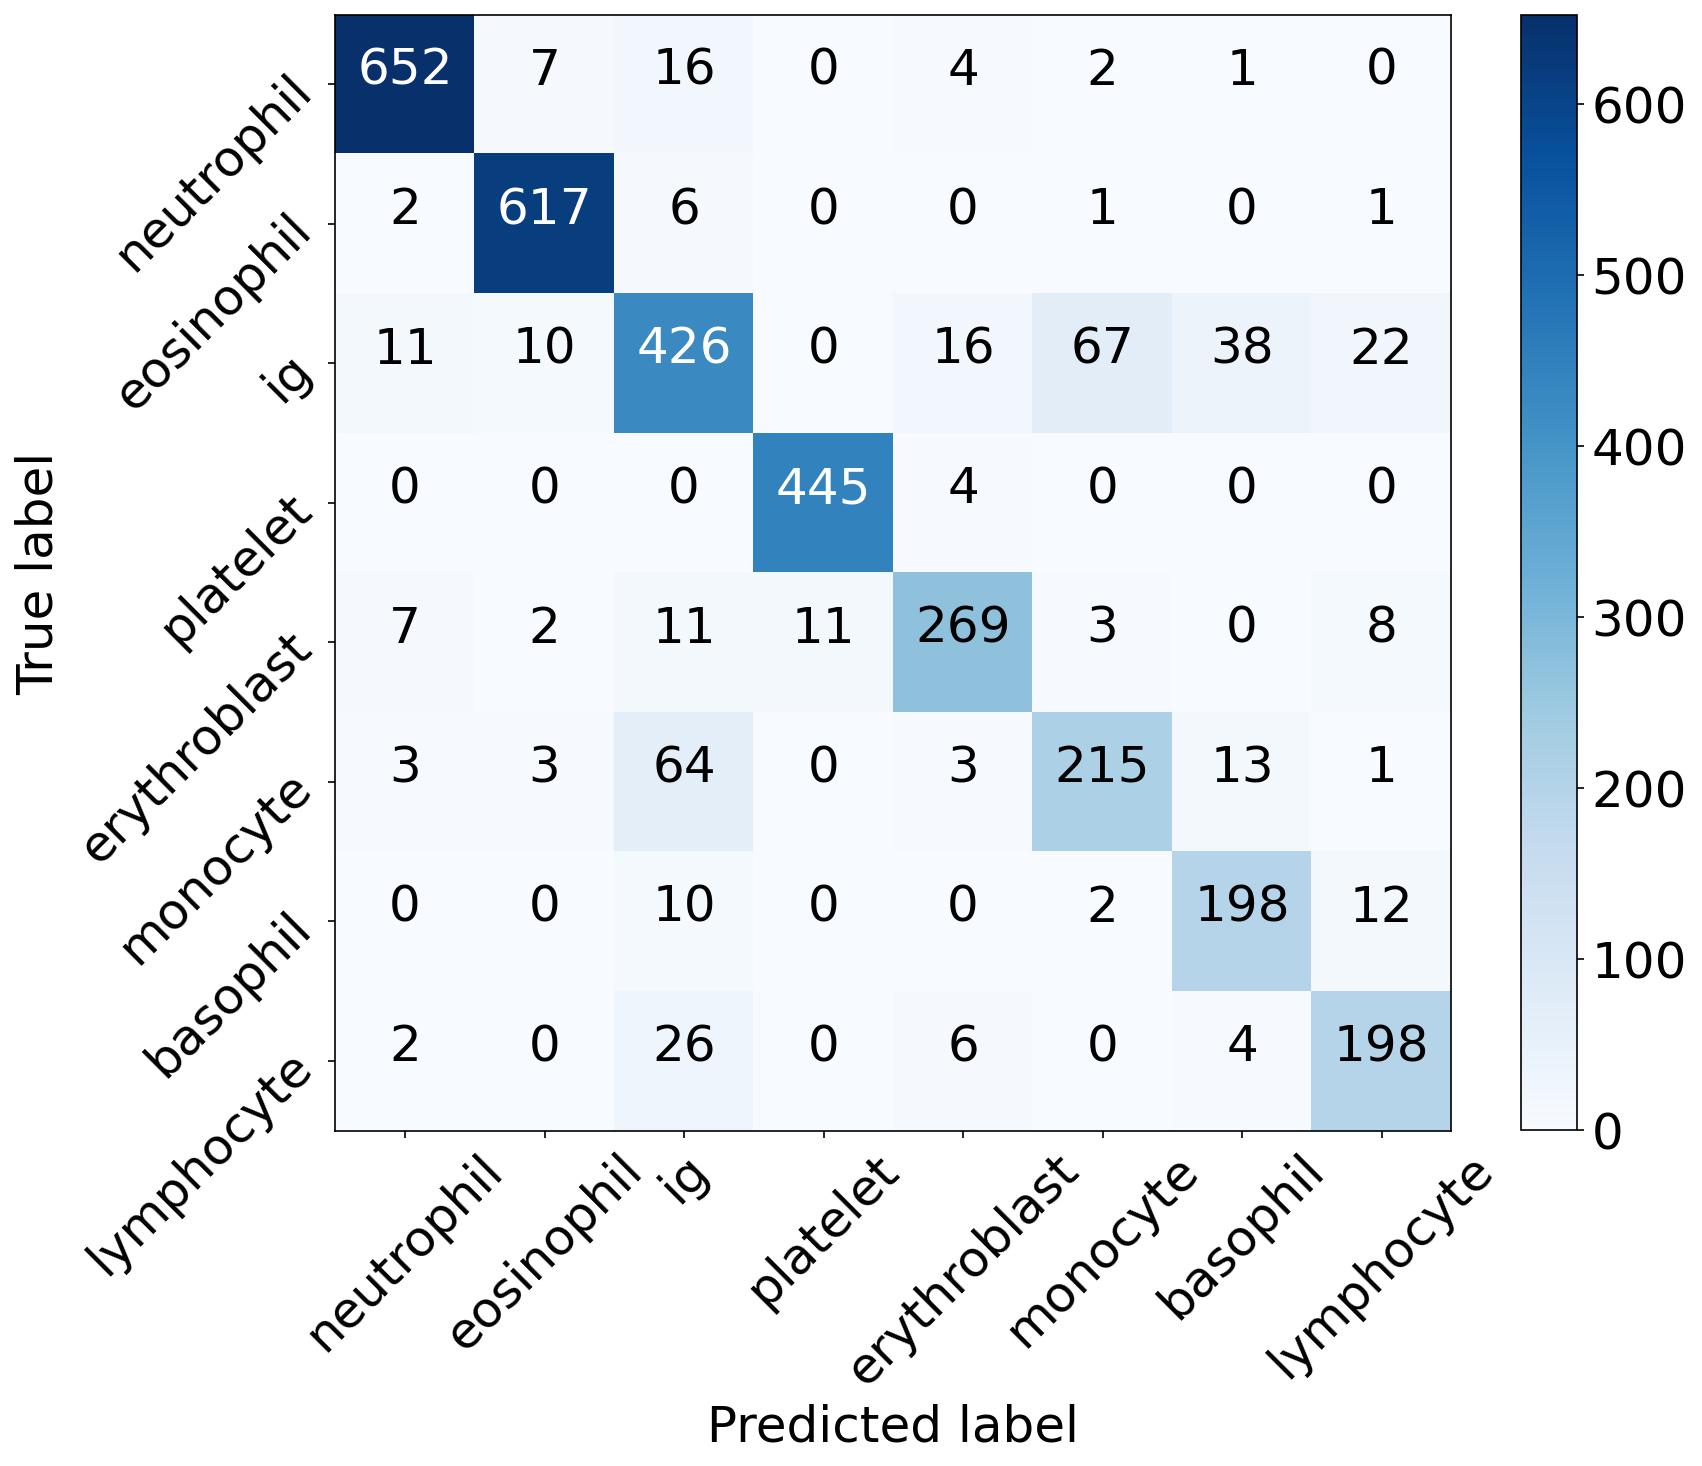 652 7 16 0 4 2 1 0
2 617 6 0 0 1 0 1
11 10 426 0 16 67 38 22
0 0 0 445 4 0 0 0
7 2 11 11 269 3 0 8
3 3 64 0 3 215 13 1
0 0 10 0 0 2 198 12
2 0 26 0 6 0 4 198
neutrophil
eosinophil
ig
platelet
erythroblast
monocyte
basophil
lymphocyte
True label
neutrophil
eosinophil
ig
platelet
erythroblast
monocyte
basophil
lymphocyte
Predicted label
600
500
400
300
200
100
0